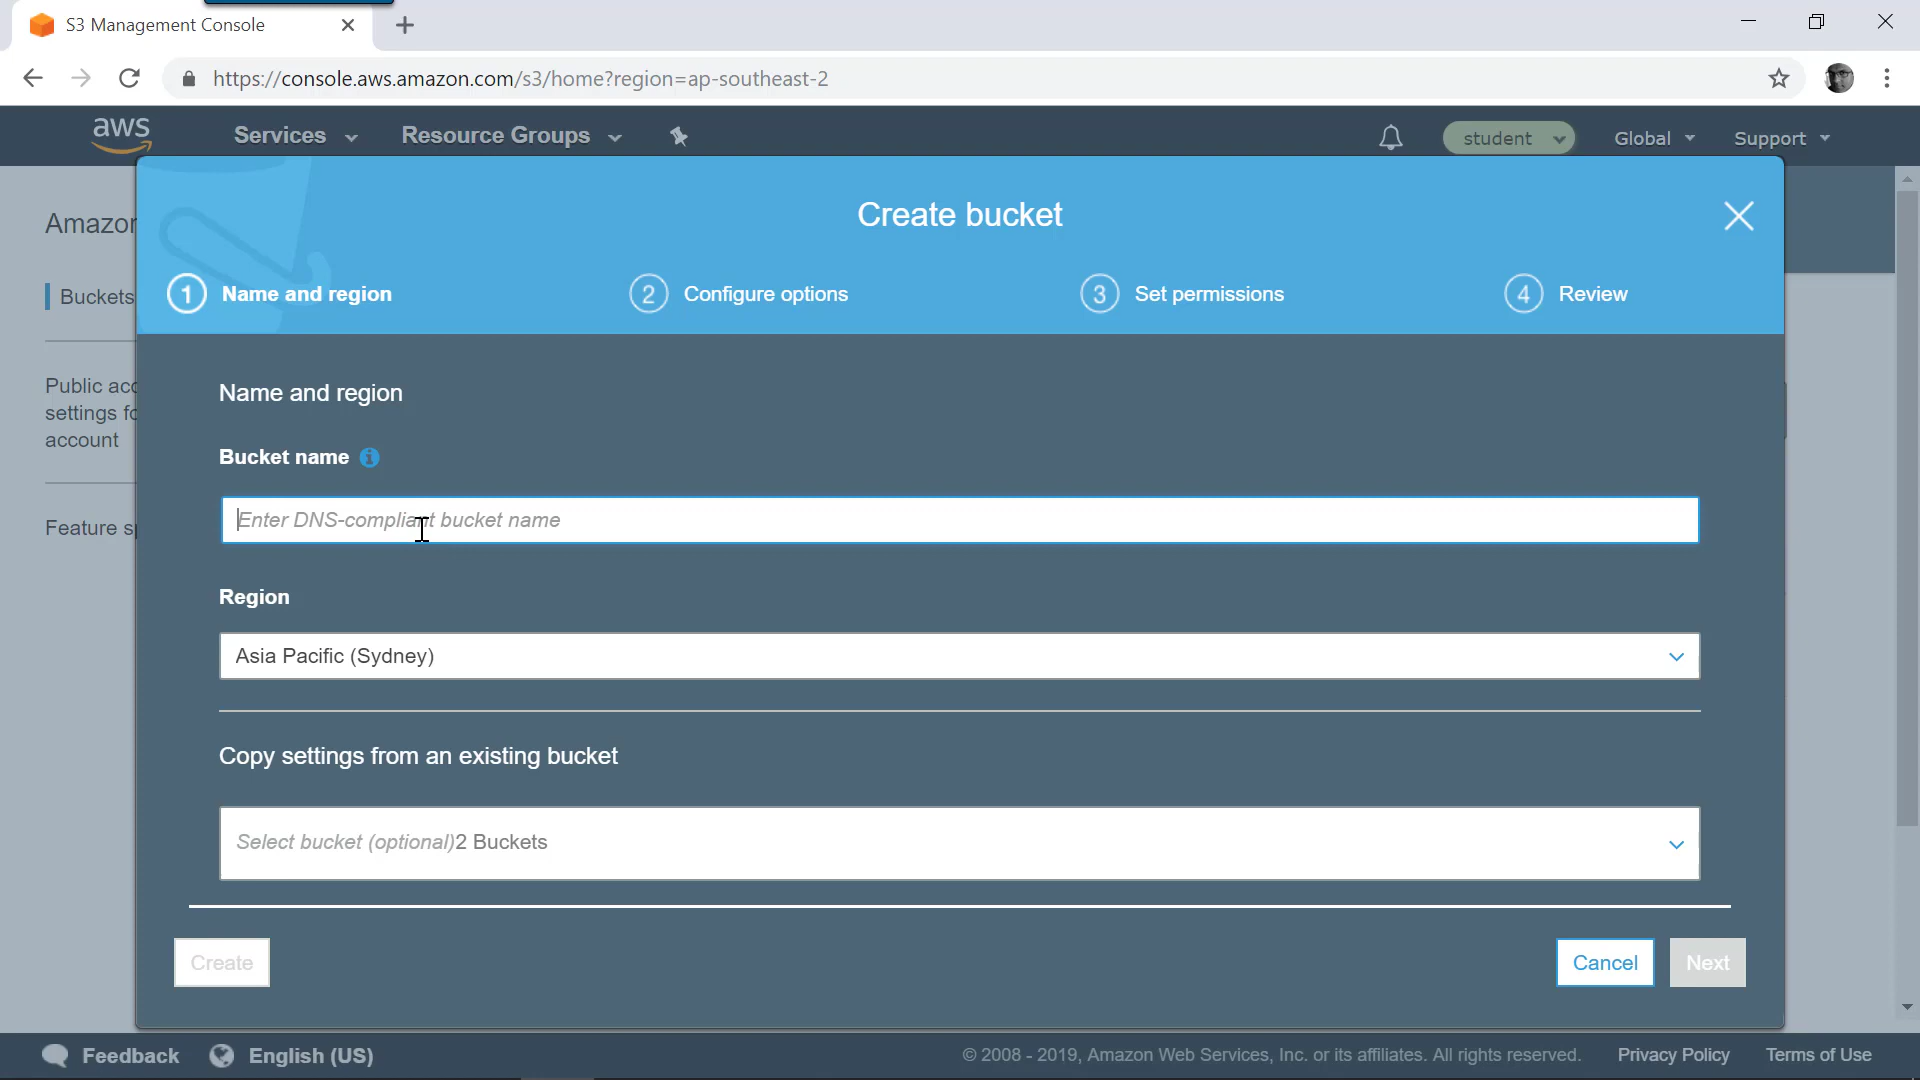 S3 Management Console
https://console.aws.amazon.com/s3/home?region=ap-southeast-2
aws
Services
Resource Groups
student
Global
Support
Create bucket
1 Name and region
2 Configure options
3 Set permissions
4 Review
Amazon
Buckets
Public acc
settings fo
account
Feature sp
Name and region
Bucket name
Enter DNS-compliant bucket name
Region
Asia Pacific (Sydney)
Copy settings from an existing bucket
Select bucket (optional)2 Buckets
Create
Cancel
Next
Feedback
English (US)
© 2008 - 2019, Amazon Web Services, Inc. or its affiliates. All rights reserved.
Privacy Policy
Terms of Use